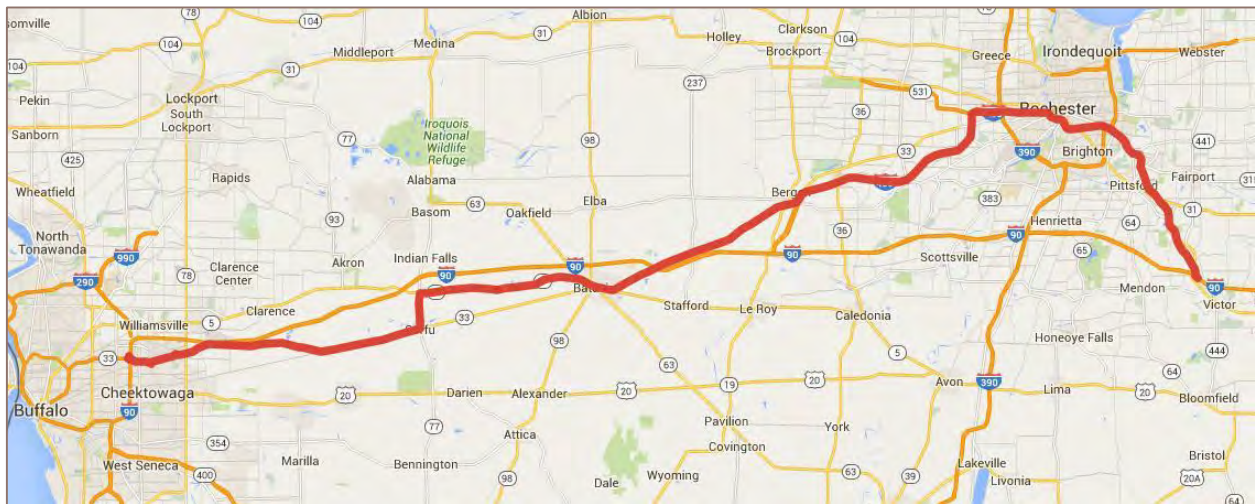 somville
78
Albion
Clarkson
104
Medina
31
Holley
104
Greece
Irondequoit
Webster
104
Middleport
Brockport
104
31
237
Pekin
Lockport
531
South
Lockport
36
Rochester
Iroquois
National
Wildlife
Refuge
77
98
Sanborn
33
390
Brighton
441
425
Alabama
Pittsford
Fairport
Wheatfield
Rapids
Elba
383
64
31
93
Basom
63
Oakfield
Henrietta
North
Tonawanda
990
78
36
90
Akron
Indian Falls
Scottsville
65
290
Clarence
Center
90
90
90
Mendon
90
Stafford
Le Roy
Victor
Williamsville
5
Clarence
33
Caledonia
Honeoye Falls
33
98
444
Cheektowaga
5
64
63
Buffalo
90
20
Darien
Alexander
20
19
20
Avon
390
Lima
20
Bloomfield
77
Pavilion
York
Attica
354
Covington
West Seneca
Marilla
Bennington
Bristol
400
98
Dale
Wyoming
63
39
Lakeville
Livonia
20A
64